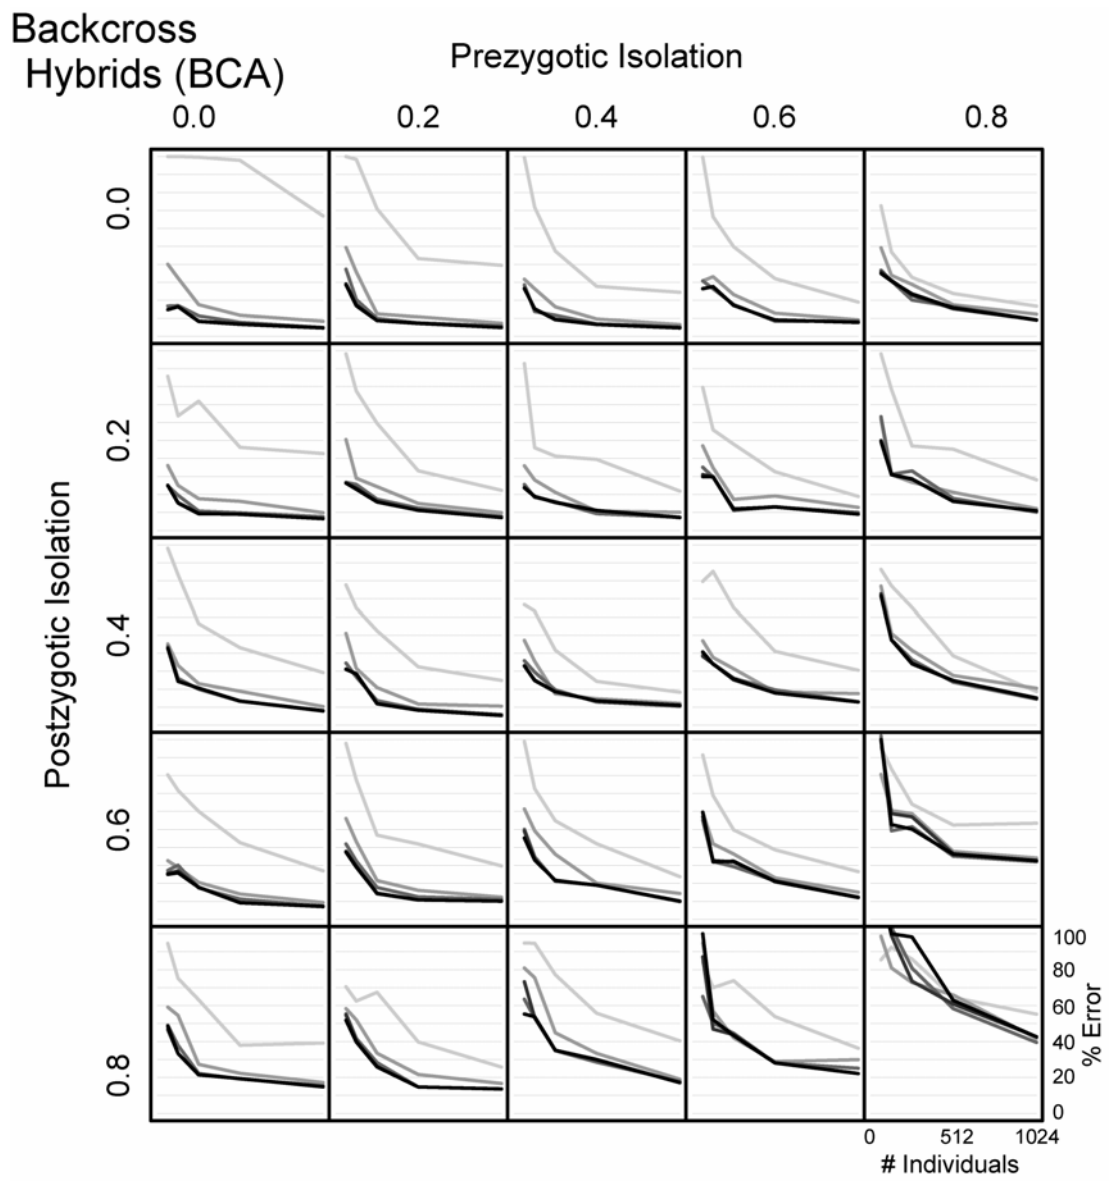 Backcross
Hybrids (BCA)
Prezygotic Isolation
0.0 0.2 0.4 0.6 0.8
Postzygotic Isolation
0.0
0.2
0.4
0.6
0.8
100
80
60
40
20
0
% Error
0 512 1024
# Individuals